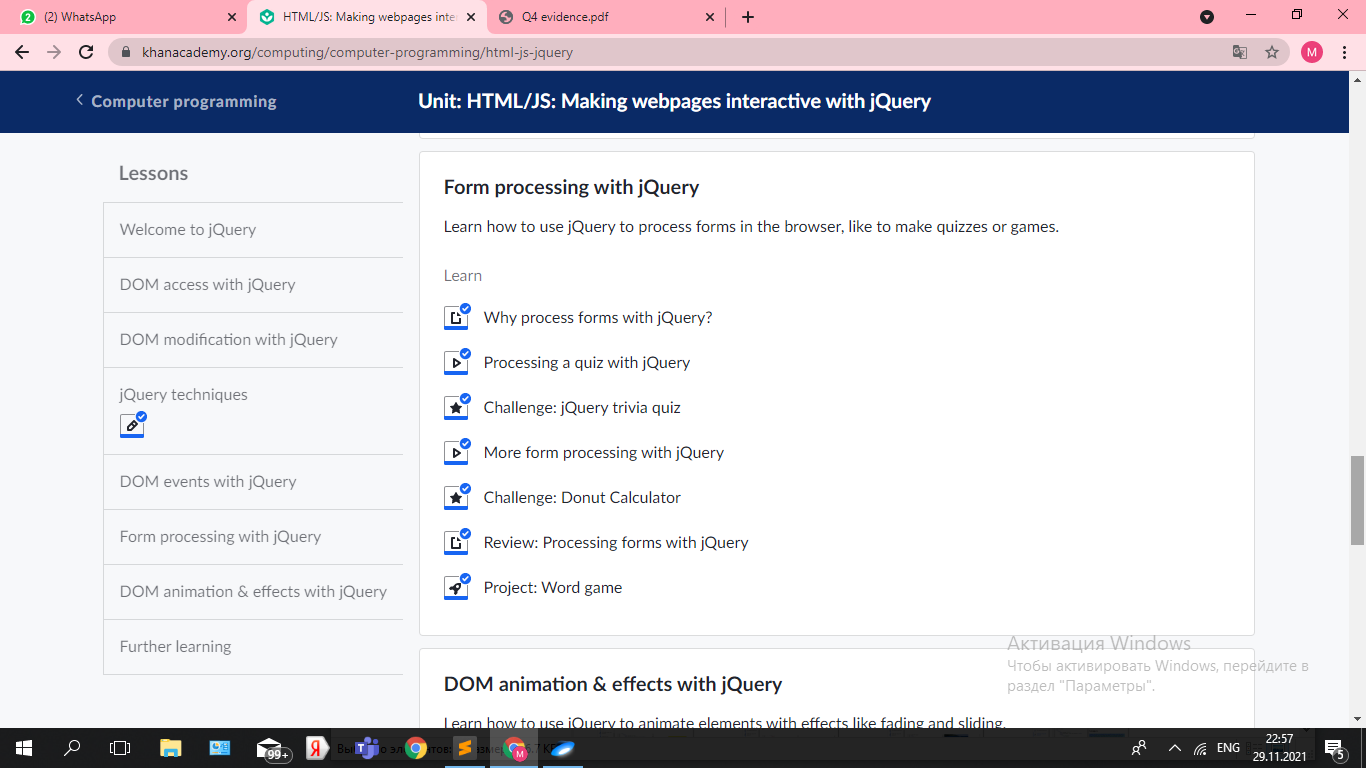 (2) WhatsApp
HTML/JS: Making webpages inter
Q4 evidence.pdf
khanacademy.org/computing/computer-programming/html-js-jquery
M
Computer programming
Unit: HTML/JS: Making webpages interactive with jQuery
Lessons
Welcome to jQuery
DOM access with jQuery
DOM modification with jQuery
jQuery techniques
DOM events with jQuery
Form processing with jQuery
DOM animation & effects with jQuery
Further learning
Form processing with jQuery
Learn how to use jQuery to process forms in the browser, like to make quizzes or games.
Learn
Why process forms with jQuery?
Processing a quiz with jQuery
Challenge: jQuery trivia quiz
More form processing with jQuery
Challenge: Donut Calculator
Review: Processing forms with jQuery
Project: Word game
DOM animation & effects with jQuery
Learn how to use jQuery to animate elements with effects like fading and sliding.
Активация Windows
Чтобы активировать Windows, перейдите в
раздел "Параметры".
99+
Я
M
ENG
22:57
29.11.2021
5